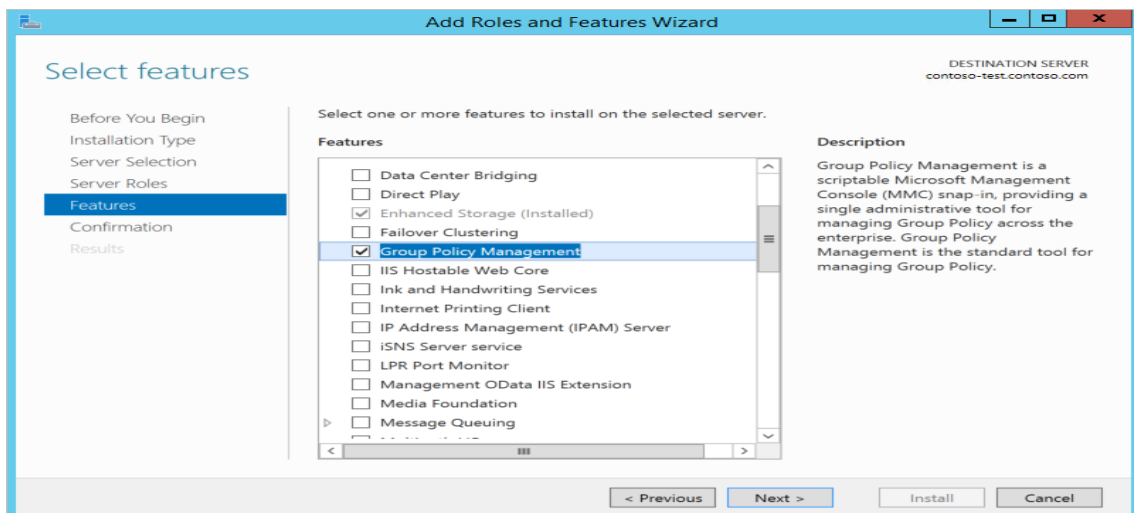 Add Roles and Features Wizard
Select features
DESTINATION SERVER
contoso-test.contoso.com
Before You Begin
Installation Type
Server Selection
Server Roles
Features
Confirmation
Results
Select one or more features to install on the selected server.
Features
Data Center Bridging
Direct Play
Enhanced Storage (Installed)
Failover Clustering
Group Policy Management
IIS Hostable Web Core
Ink and Handwriting Services
Internet Printing Client
IP Address Management (IPAM) Server
iSNS Server service
LPR Port Monitor
Management OData IIS Extension
Media Foundation
Message Queuing
Description
Group Policy Management is a
scriptable Microsoft Management
Console (MMC) snap-in, providing a
single administrative tool for
managing Group Policy across the
enterprise. Group Policy
Management is the standard tool for
managing Group Policy.
< Previous
Next >
Install
Cancel